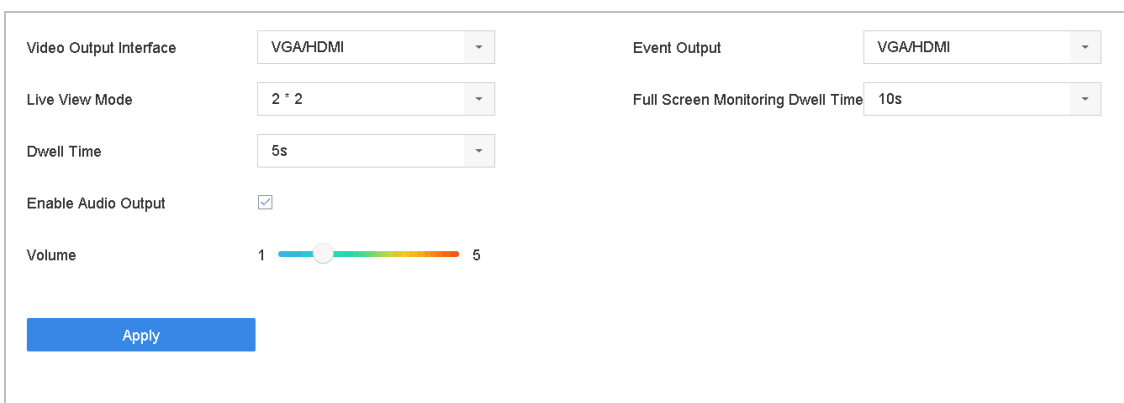 Video Output Interface VGA/HDMI Event Output VGA/HDMI
Live View Mode 2 * 2 Full Screen Monitoring Dwell Time 10s
Dwell Time 5s
Enable Audio Output
Volume 1 5
Apply